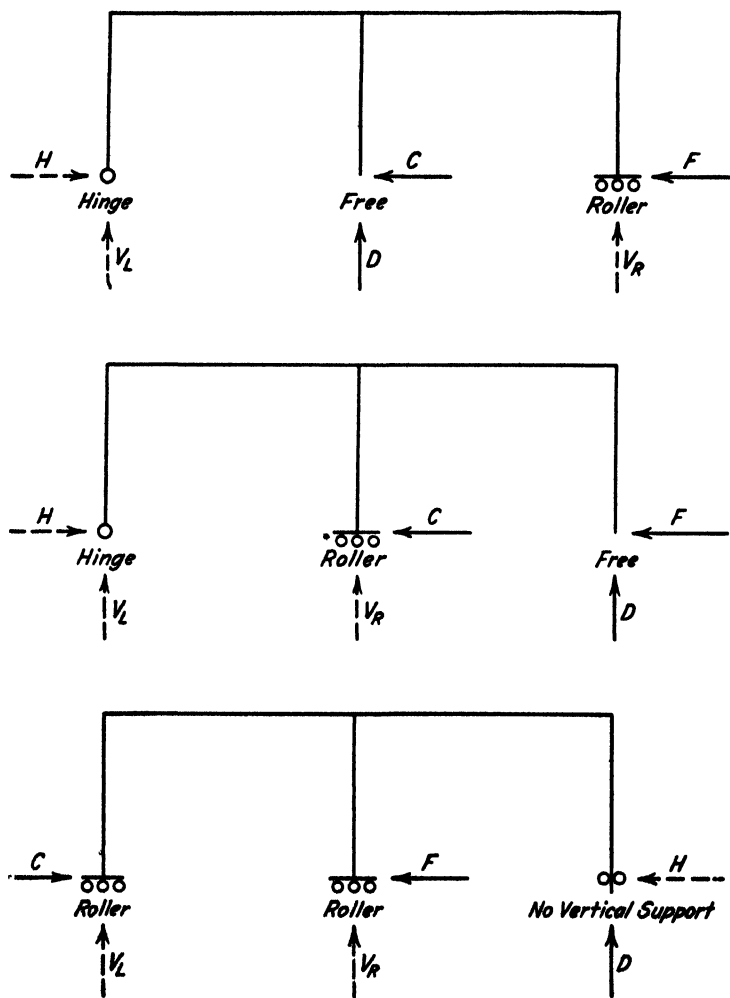 H C F
Hinge Free Roller
V_L D V_R
H C F
Hinge Roller Free
V_L V_R D
C F H
Roller Roller No Vertical Support
V_L V_R D